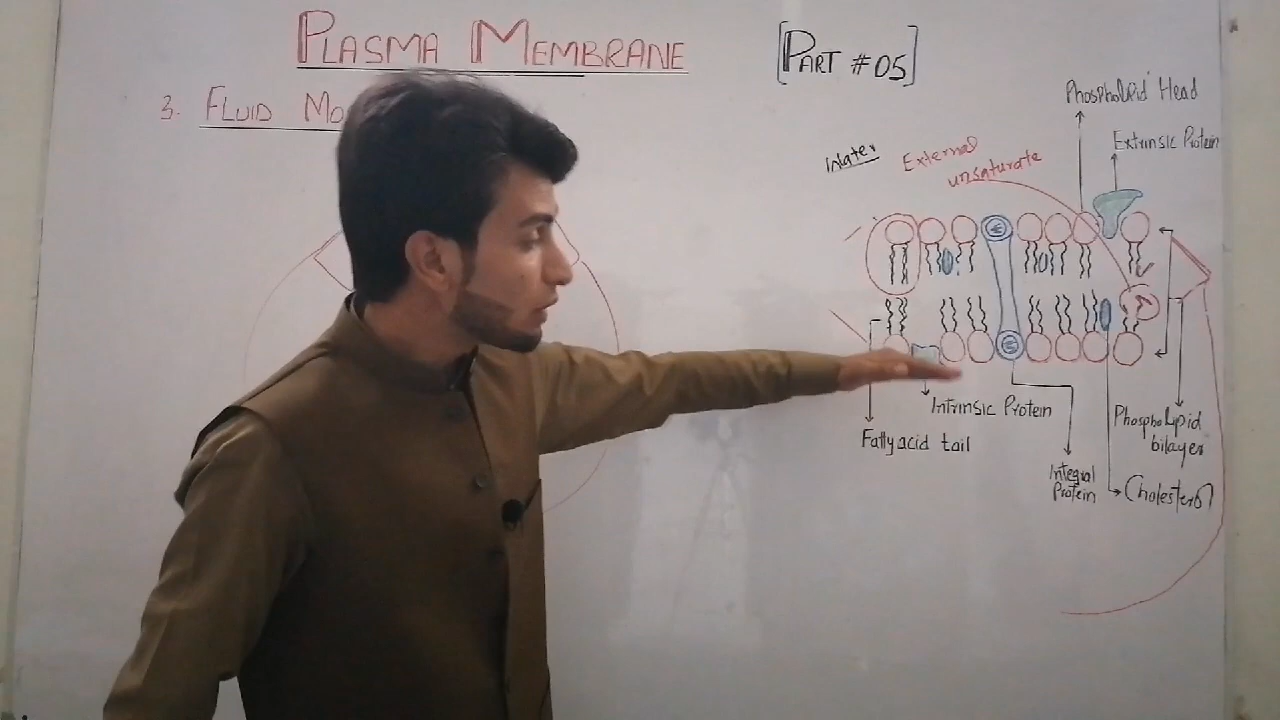 PLASMA MEMBRANE
[PART #05]
3. FLUID MO
Phospholipid Head
Extrinsic Protein
External
unsaturate
Intrinsic Protein
Fatty acid tail
Phospholipid
bilayer
Integral
Protein
Cholesterol